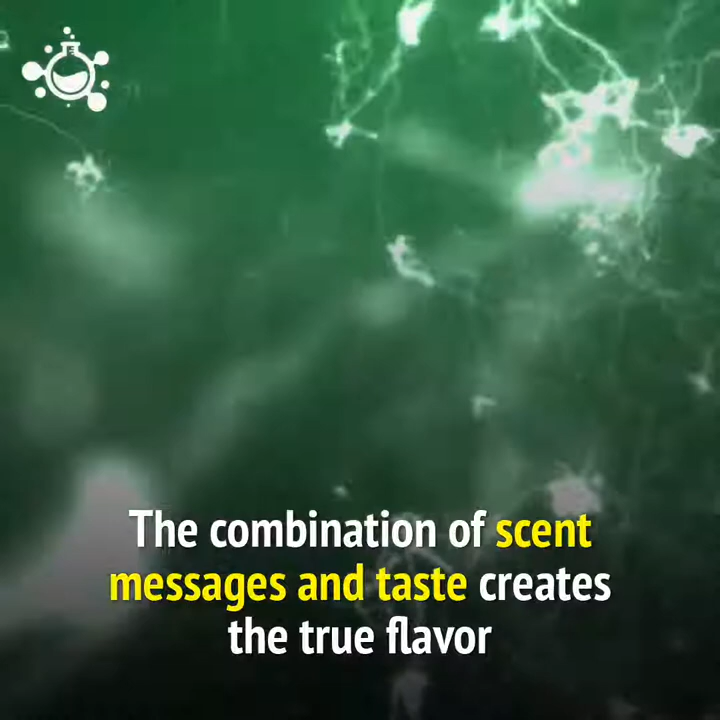 The combination of scent
messages and taste creates
the true flavor